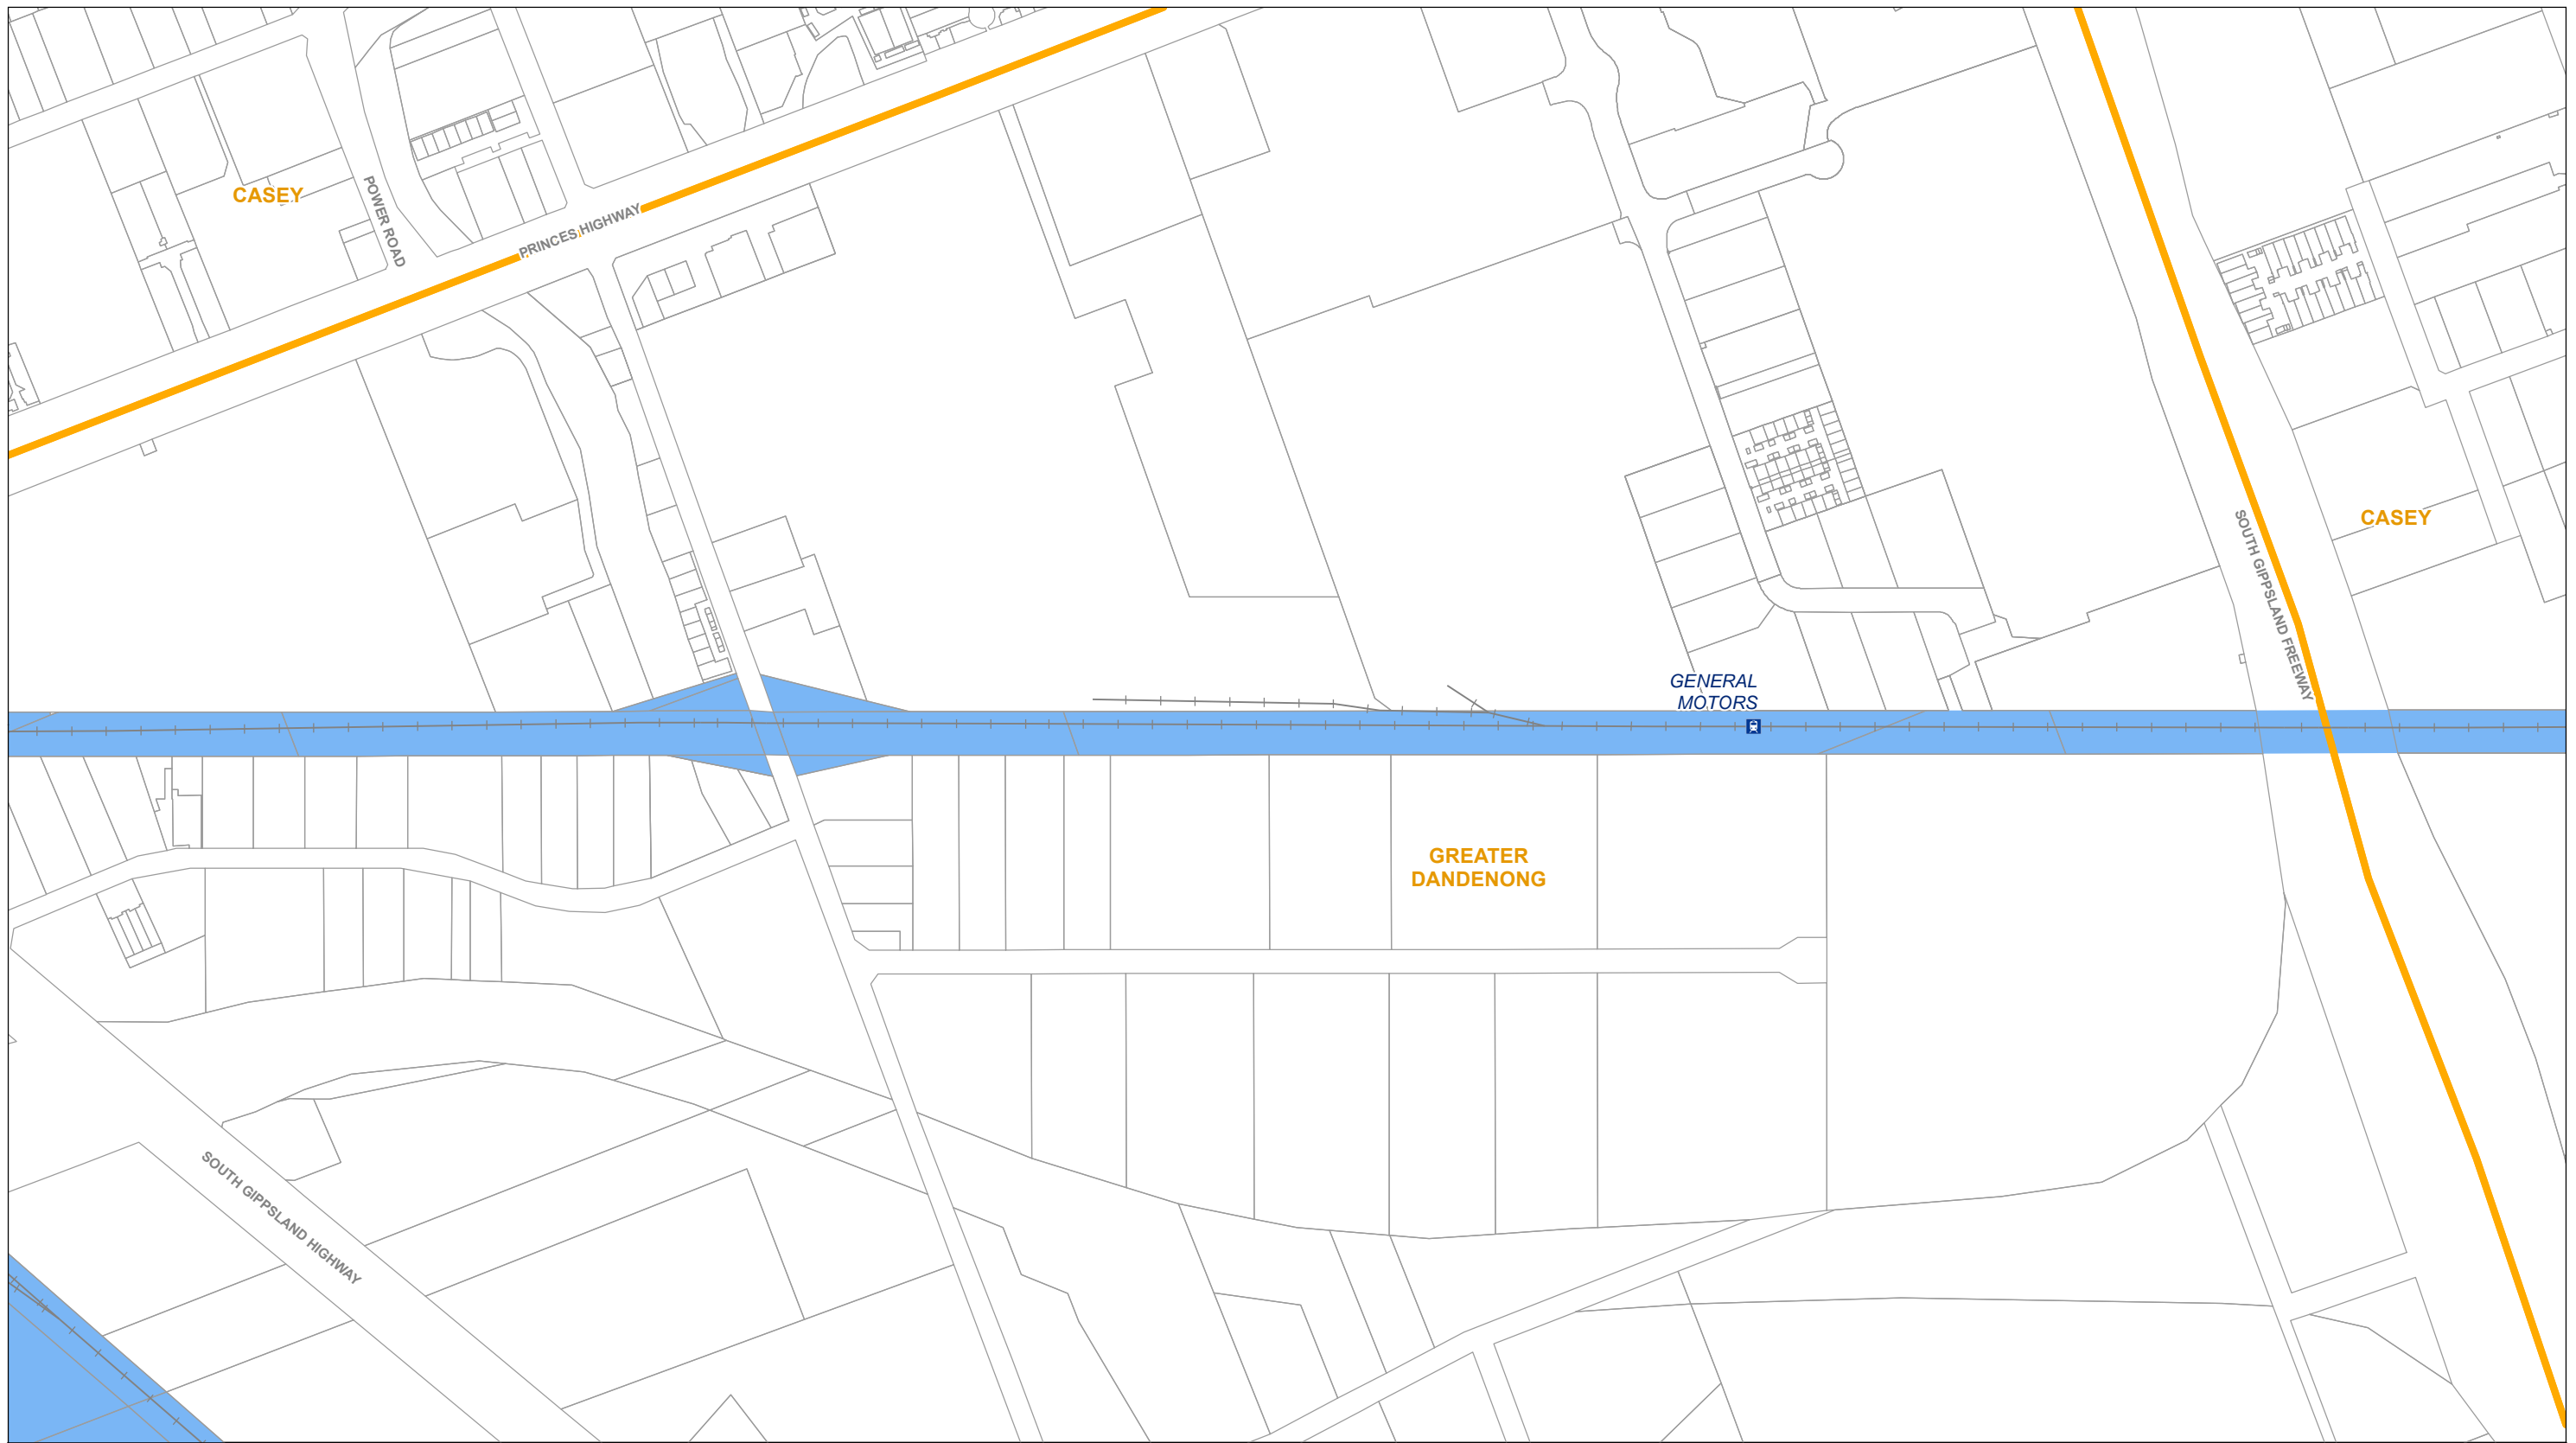 CASEY
POWER ROAD
PRINCES HIGHWAY
CASEY
SOUTH GIPPSLAND FREEWAY
GENERAL
MOTORS
GREATER
DANDENONG
SOUTH GIPPSLAND HIGHWAY